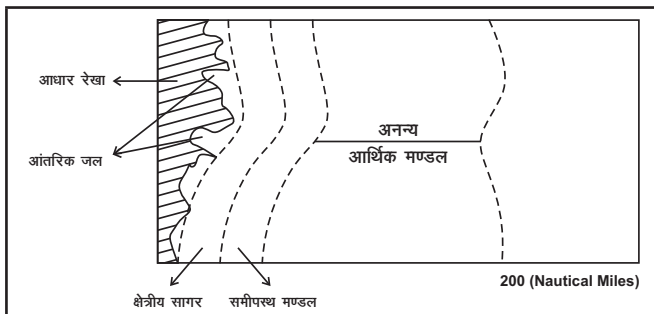 आधार रेखा
अनन्य
आर्थिक मण्डल
आंतरिक जल
200 (Nautical Miles)
क्षेत्रीय सागर
समीपस्थ मण्डल